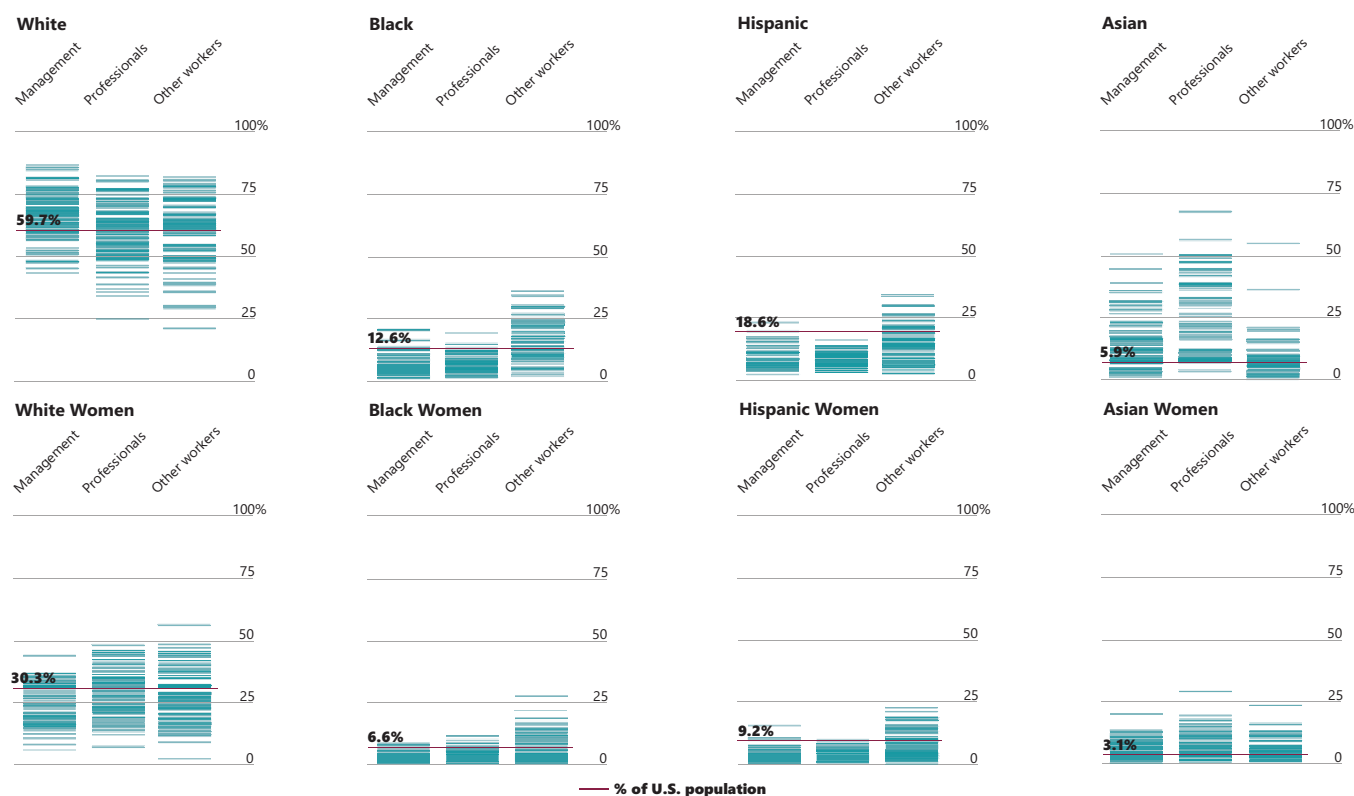 White
Management
Professionals
Other workers
100%
75
59.7%
50
25
0
Black
Management
Professionals
Other workers
100%
75
50
25
12.6%
0
Hispanic
Management
Professionals
Other workers
100%
75
50
25
18.6%
0
Asian
Management
Professionals
Other workers
100%
75
50
25
5.9%
0
White Women
Management
Professionals
Other workers
100%
75
50
30.3%
25
0
Black Women
Management
Professionals
Other workers
100%
75
50
25
6.6%
0
Hispanic Women
Management
Professionals
Other workers
100%
75
50
25
9.2%
0
Asian Women
Management
Professionals
Other workers
100%
75
50
25
3.1%
0
% of U.S. population